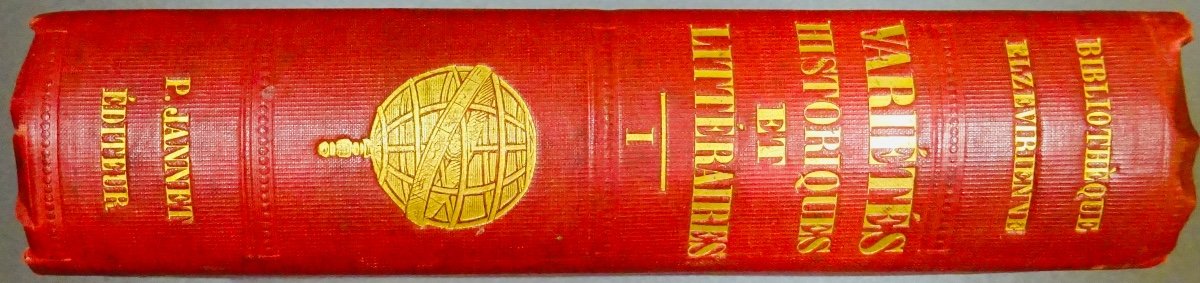 BIBLIOTHÈQUE
ELZEVIRIENNE
VARIÉTÉS
HISTORIQUES
ET
LITTÉRAIRES
I
P. JANNET
ÉDITEUR